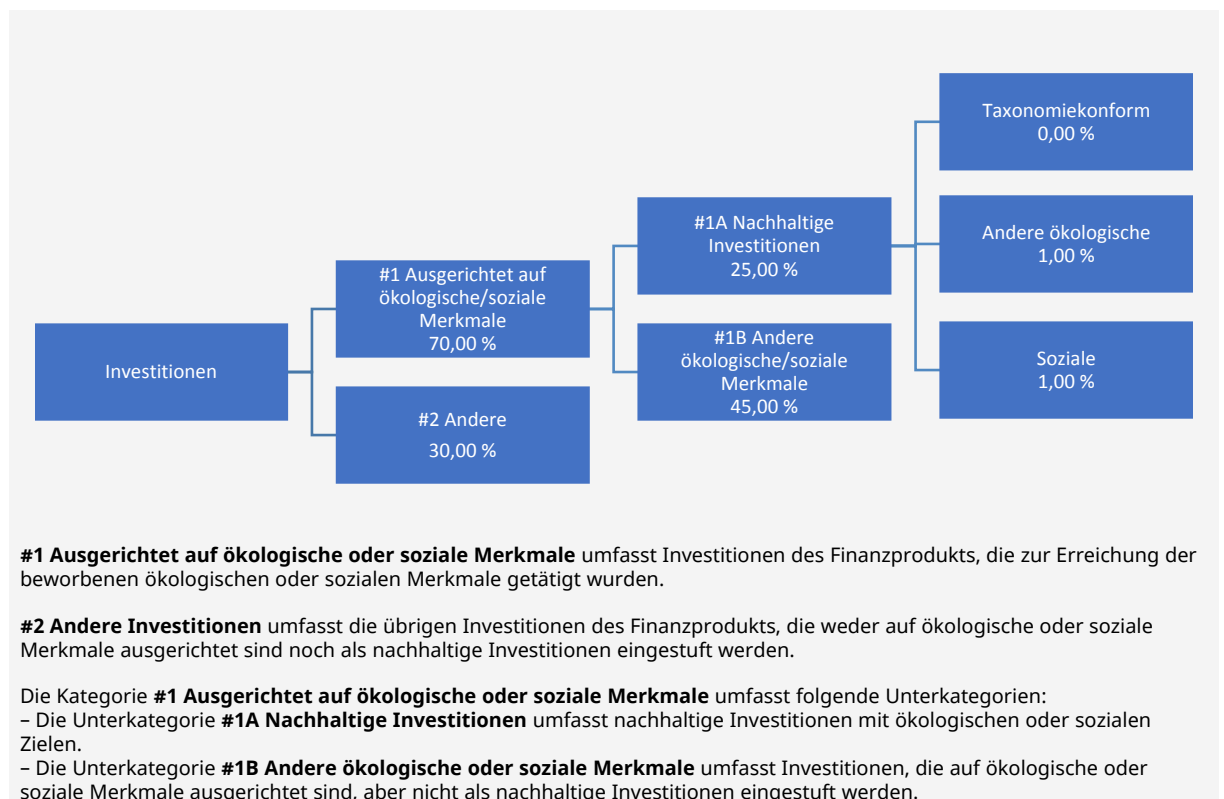 Investitionen
#1 Ausgerichtet auf
ökologische/soziale
Merkmale
70,00 %
#2 Andere
30,00 %
#1A Nachhaltige
Investitionen
25,00 %
#1B Andere
ökologische/soziale
Merkmale
45,00 %
Taxonomiekonform
0,00 %
Andere ökologische
1,00 %
Soziale
1,00 %
#1 Ausgerichtet auf ökologische oder soziale Merkmale umfasst Investitionen des Finanzprodukts, die zur Erreichung der
beworbenen ökologischen oder sozialen Merkmale getätigt wurden.
#2 Andere Investitionen umfasst die übrigen Investitionen des Finanzprodukts, die weder auf ökologische oder soziale
Merkmale ausgerichtet sind noch als nachhaltige Investitionen eingestuft werden.
Die Kategorie #1 Ausgerichtet auf ökologische oder soziale Merkmale umfasst folgende Unterkategorien:
– Die Unterkategorie #1A Nachhaltige Investitionen umfasst nachhaltige Investitionen mit ökologischen oder sozialen
Zielen.
– Die Unterkategorie #1B Andere ökologische oder soziale Merkmale umfasst Investitionen, die auf ökologische oder
soziale Merkmale ausgerichtet sind, aber nicht als nachhaltige Investitionen eingestuft werden.